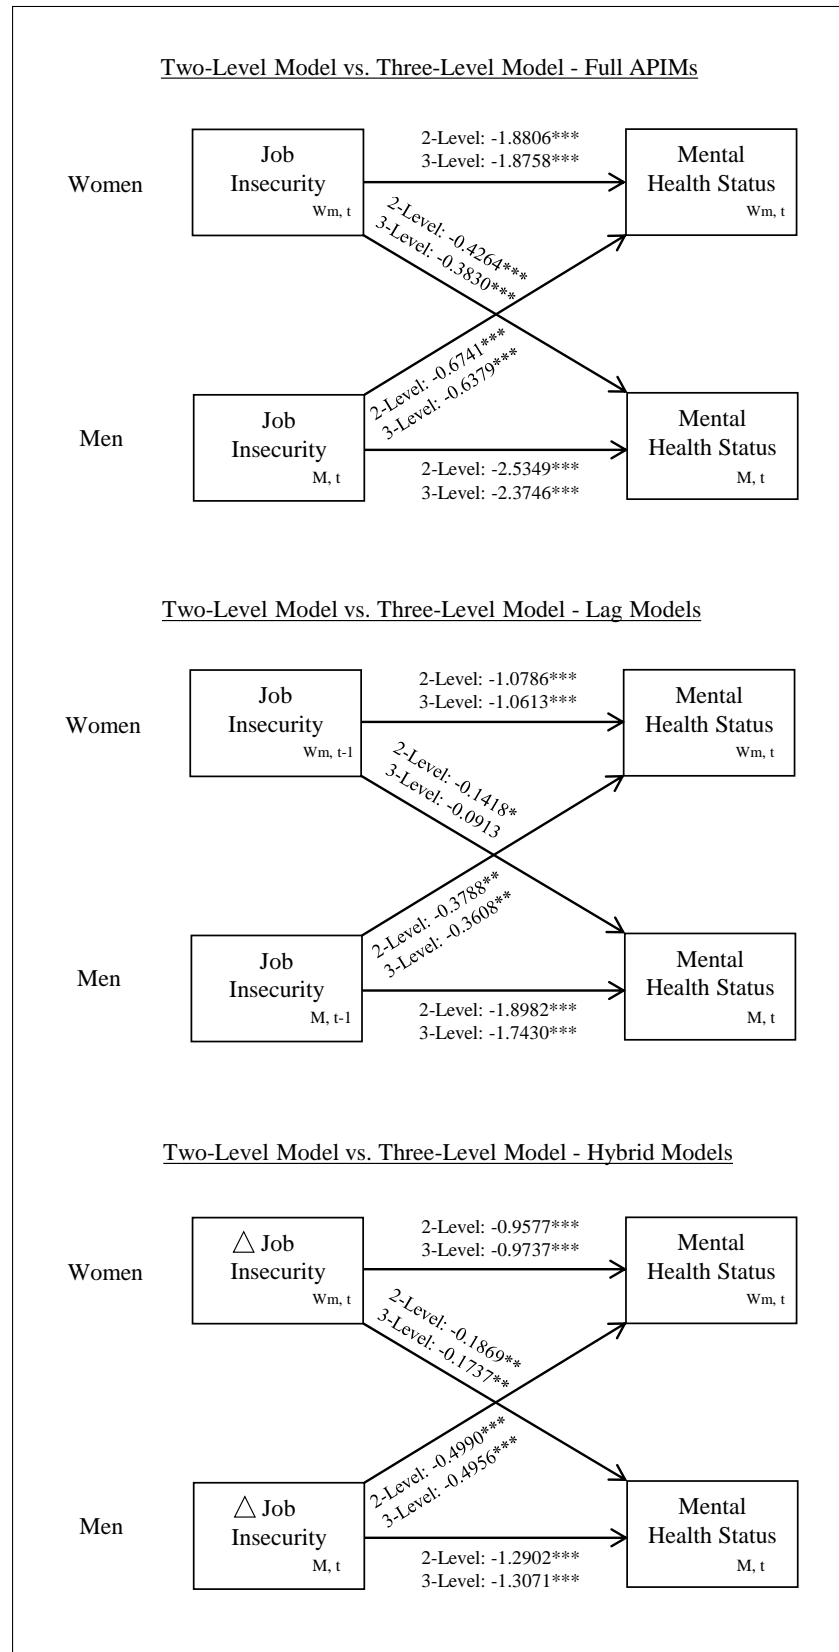 Two-Level Model vs. Three-Level Model - Full APIMs
Women
Job
Insecurity
Wm, t
2-Level: -1.8806***
3-Level: -1.8758***
Mental
Health Status
Wm, t
2-Level: -0.4264***
3-Level: -0.3830***
2-Level: -0.6741***
3-Level: -0.6379***
Men
Job
Insecurity
M, t
2-Level: -2.5349***
3-Level: -2.3746***
Mental
Health Status
M, t
Two-Level Model vs. Three-Level Model - Lag Models
Women
Job
Insecurity
Wm, t-1
2-Level: -1.0786***
3-Level: -1.0613***
Mental
Health Status
Wm, t
2-Level: -0.1418*
3-Level: -0.0913
2-Level: -0.3788**
3-Level: -0.3608**
Men
Job
Insecurity
M, t-1
2-Level: -1.8982***
3-Level: -1.7430***
Mental
Health Status
M, t
Two-Level Model vs. Three-Level Model - Hybrid Models
Women
△ Job
Insecurity
Wm, t
2-Level: -0.9577***
3-Level: -0.9737***
Mental
Health Status
Wm, t
2-Level: -0.1869**
3-Level: -0.1737**
2-Level: -0.4990***
3-Level: -0.4956***
Men
△ Job
Insecurity
M, t
2-Level: -1.2902***
3-Level: -1.3071***
Mental
Health Status
M, t